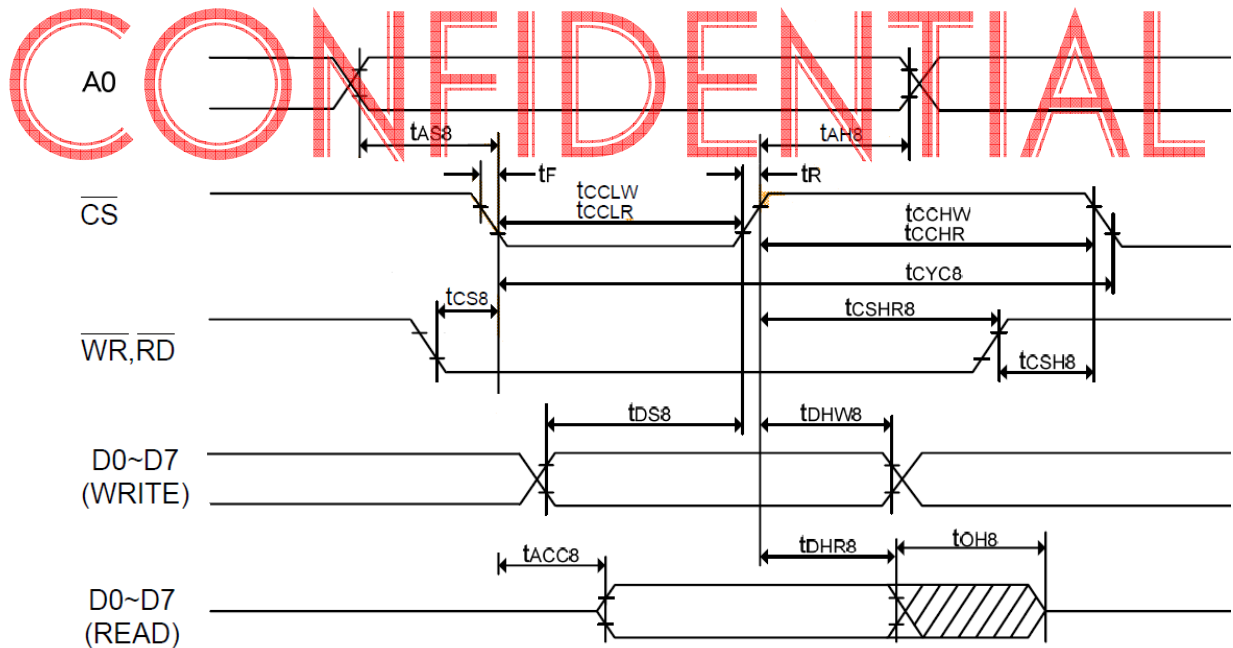 CONFIDENTIAL
A0
tAS8
tAH8
tF
tR
CS
tCCLW
tCCLR
tCCHW
tCCHR
tCYC8
tCS8
tCSHR8
WR,RD
tCSH8
tDS8
tDHW8
D0~D7
(WRITE)
tACC8
tDHR8
tOH8
D0~D7
(READ)